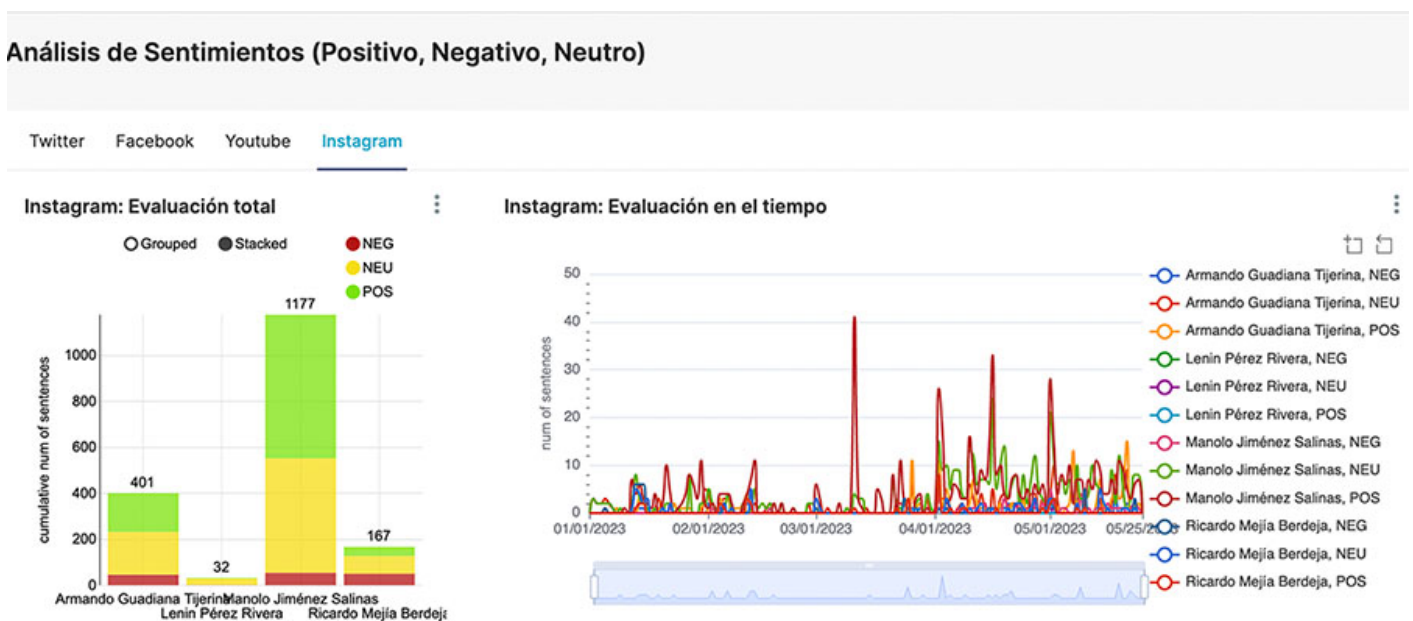 Análisis de Sentimientos (Positivo, Negativo, Neutro)
Twitter Facebook Youtube Instagram
Instagram: Evaluación total
Grouped Stacked NEG
NEU
POS
cumulative num of sentences
1000
800
600
400
200
0
401
32
1177
167
Armando Guadiana Tijerina
Lenin Pérez Rivera
Manolo Jiménez Salinas
Ricardo Mejía Berdeja
Instagram: Evaluación en el tiempo
num of sentences
50
40
30
20
10
0
01/01/2023 02/01/2023 03/01/2023 04/01/2023 05/01/2023 05/25/2023
Armando Guadiana Tijerina, NEG
Armando Guadiana Tijerina, NEU
Armando Guadiana Tijerina, POS
Lenin Pérez Rivera, NEG
Lenin Pérez Rivera, NEU
Lenin Pérez Rivera, POS
Manolo Jiménez Salinas, NEG
Manolo Jiménez Salinas, NEU
Manolo Jiménez Salinas, POS
Ricardo Mejía Berdeja, NEG
Ricardo Mejía Berdeja, NEU
Ricardo Mejía Berdeja, POS